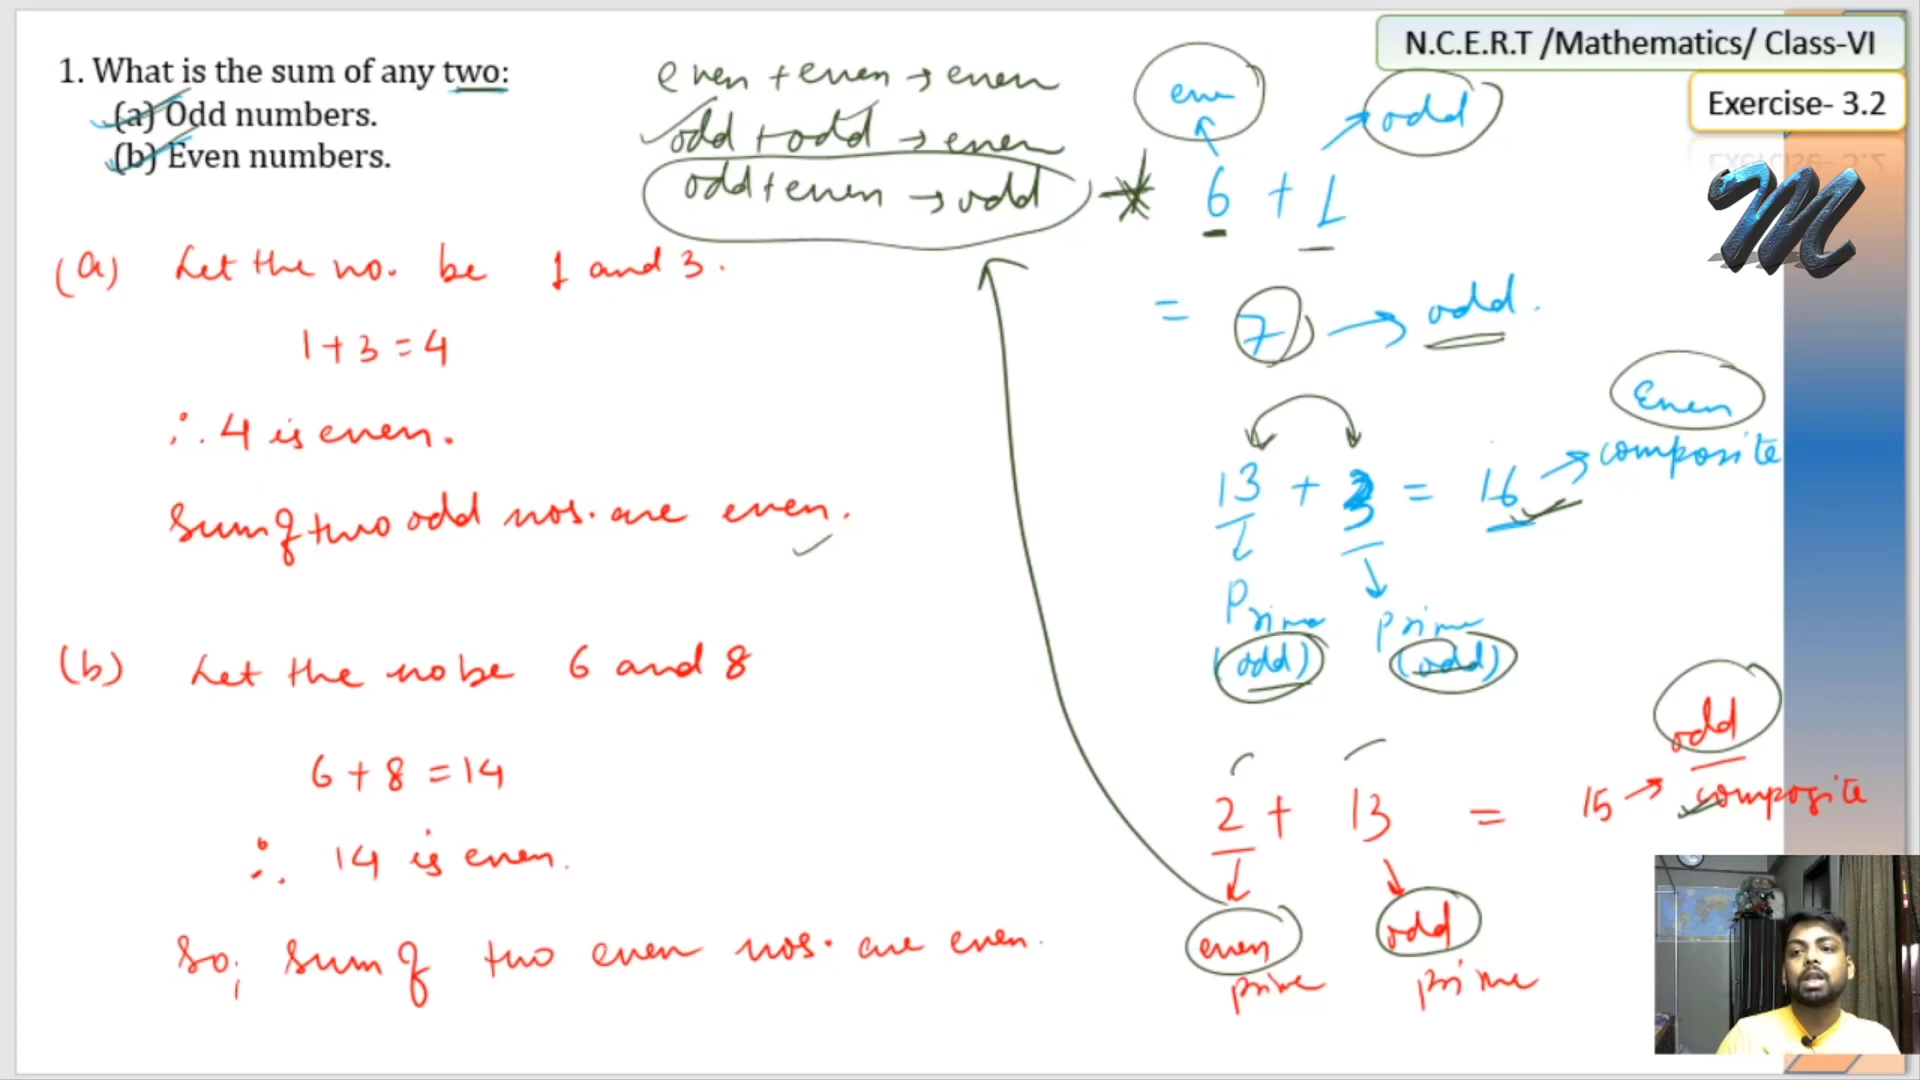 N.C.E.R.T /Mathematics/ Class-VI
Exercise- 3.2
M
1. What is the sum of any two:
(a) Odd numbers.
(b) Even numbers.
even + even → even
odd + odd → even
odd + even → odd
(a) Let the no. be 1 and 3.
1 + 3 = 4
∴ 4 is even.
Sum of two odd nos. are even.
(b) Let the no be 6 and 8
6 + 8 = 14
∴ 14 is even.
So, sum of two even nos. are even.
even odd
6 + 1
= 7 → odd.
Even
13 + 3 = 16 → composite
Prime Prime
(odd) (odd)
odd
2 + 13 = 15 → composite
even odd
prime prime